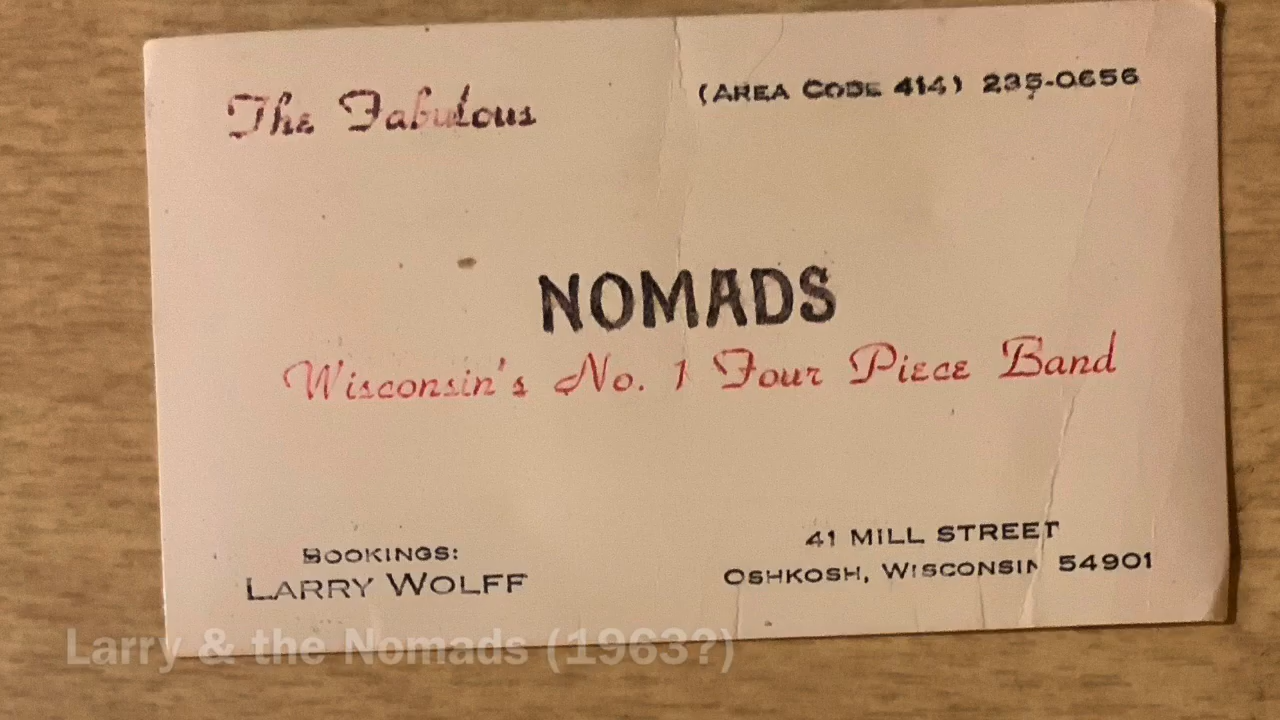 The Fabulous
(AREA CODE 414) 235-0656
NOMADS
Wisconsin's No. 1 Four Piece Band
BOOKINGS:
LARRY WOLFF
41 MILL STREET
OSHKOSH, WISCONSIN 54901
Larry & the Nomads (1963?)